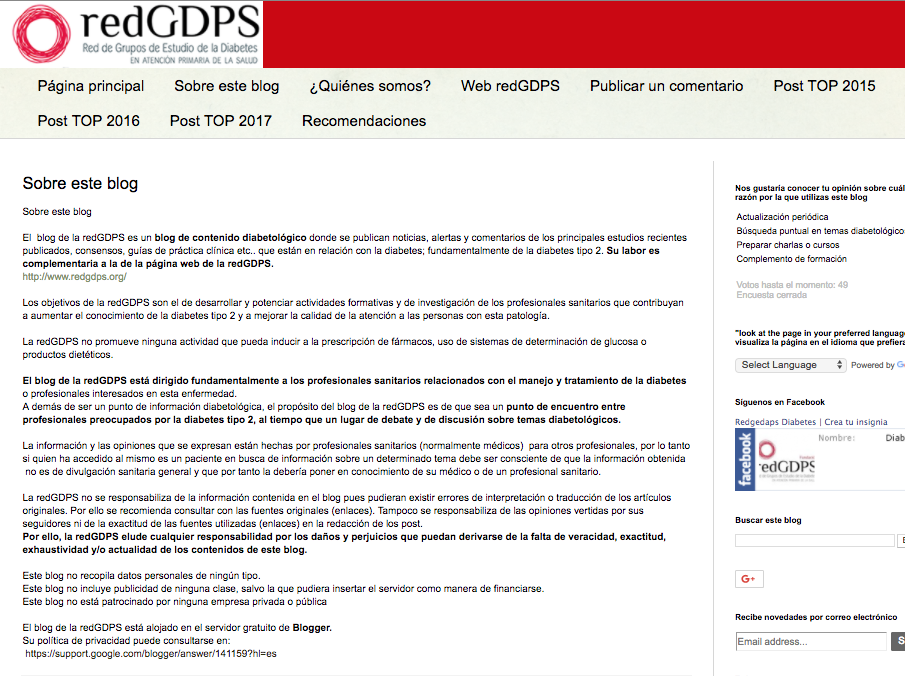 redGDPS
Red de Grupos de Estudio de la Diabetes
EN ATENCIÓN PRIMARIA DE LA SALUD
Página principal Sobre este blog ¿Quiénes somos? Web redGDPS Publicar un comentario Post TOP 2015
Post TOP 2016 Post TOP 2017 Recomendaciones
Sobre este blog
Sobre este blog
El blog de la redGDPS es un blog de contenido diabetológico donde se publican noticias, alertas y comentarios de los principales estudios recientes
publicados, consensos, guías de práctica clínica etc.. que están en relación con la diabetes; fundamentalmente de la diabetes tipo 2. Su labor es
complementaria a la de la página web de la redGDPS.
http://www.redgdps.org/
Los objetivos de la redGDPS son el de desarrollar y potenciar actividades formativas y de investigación de los profesionales sanitarios que contribuyan
a aumentar el conocimiento de la diabetes tipo 2 y a mejorar la calidad de la atención a las personas con esta patología.
La redGDPS no promueve ninguna actividad que pueda inducir a la prescripción de fármacos, uso de sistemas de determinación de glucosa o
productos dietéticos.
El blog de la redGDPS está dirigido fundamentalmente a los profesionales sanitarios relacionados con el manejo y tratamiento de la diabetes
o profesionales interesados en esta enfermedad.
A demás de ser un punto de información diabetológica, el propósito del blog de la redGDPS es de que sea un punto de encuentro entre
profesionales preocupados por la diabetes tipo 2, al tiempo que un lugar de debate y de discusión sobre temas diabetológicos.
La información y las opiniones que se expresan están hechas por profesionales sanitarios (normalmente médicos) para otros profesionales, por lo tanto
si quien ha accedido al mismo es un paciente en busca de información sobre un determinado tema debe ser consciente de que la información obtenida
no es de divulgación sanitaria general y que por tanto la debería poner en conocimiento de su médico o de un profesional sanitario.
La redGDPS no se responsabiliza de la información contenida en el blog pues pudieran existir errores de interpretación o traducción de los artículos
originales. Por ello se recomienda consultar con las fuentes originales (enlaces). Tampoco se responsabiliza de las opiniones vertidas por sus
seguidores ni de la exactitud de las fuentes utilizadas (enlaces) en la redacción de los post.
Por ello, la redGDPS elude cualquier responsabilidad por los daños y perjuicios que puedan derivarse de la falta de veracidad, exactitud,
exhaustividad y/o actualidad de los contenidos de este blog.
Este blog no recopila datos personales de ningún tipo.
Este blog no incluye publicidad de ninguna clase, salvo la que pudiera insertar el servidor como manera de financiarse.
Este blog no está patrocinado por ninguna empresa privada o pública
El blog de la redGDPS está alojado en el servidor gratuito de Blogger.
Su política de privacidad puede consultarse en:
https://support.google.com/blogger/answer/141159?hl=es
Nos gustaría conocer tu opinión sobre cuál
razón por la que utilizas este blog
Actualización periódica
Búsqueda puntual en temas diabetológicos
Preparar charlas o cursos
Complemento de formación
Votos hasta el momento: 49
Encuesta cerrada
"look at the page in your preferred language
visualiza la página en el idioma que prefiera
Select Language Powered by G
Siguenos en Facebook
Redgedaps Diabetes | Crea tu insignia
facebook
Nombre: Diab
edGDPS
Buscar este blog
G+
Recibe novedades por correo electrónico
Email address... S